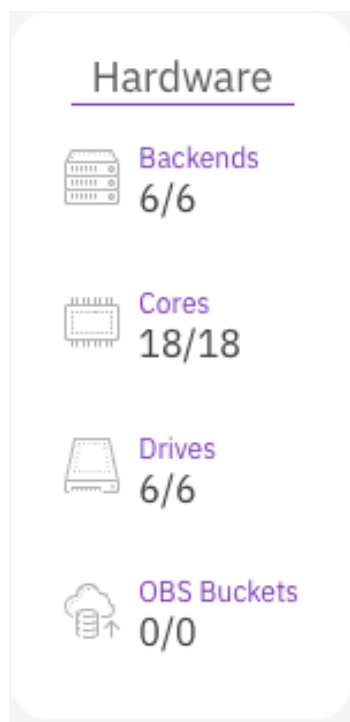 Hardware
Backends
6/6
Cores
18/18
Drives
6/6
OBS Buckets
0/0